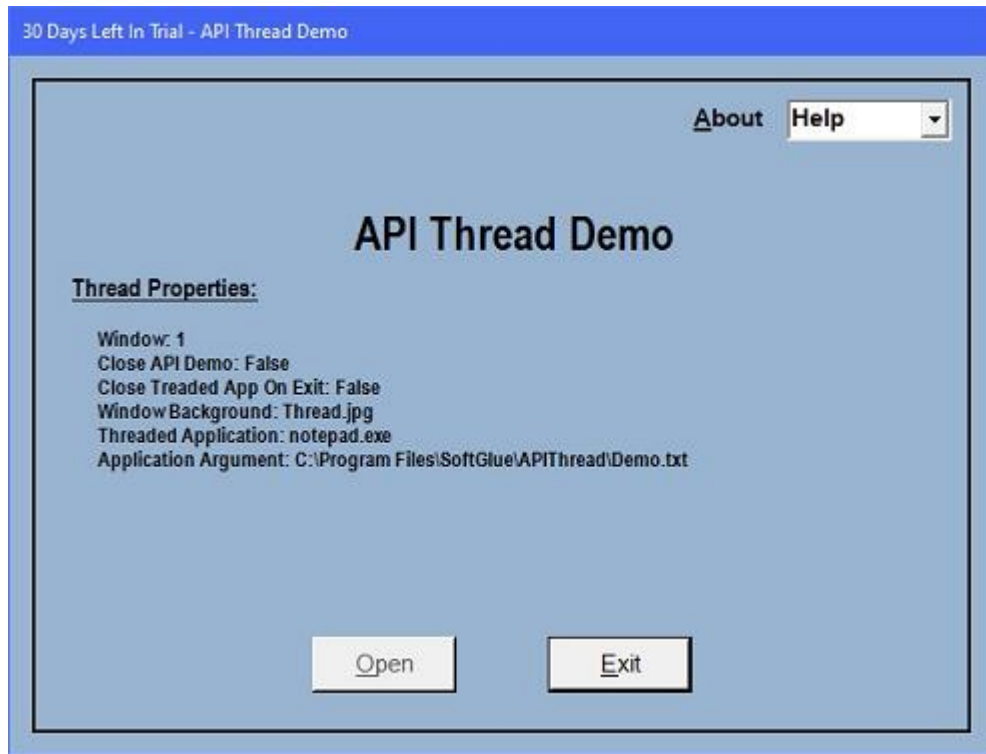 30 Days Left In Trial - API Thread Demo
About Help
API Thread Demo
Thread Properties:
Window: 1
Close API Demo: False
Close Treaded App On Exit: False
Window Background: Thread.jpg
Threaded Application: notepad.exe
Application Argument: C:\Program Files\SoftGlue\APIThread\Demo.txt
Open Exit